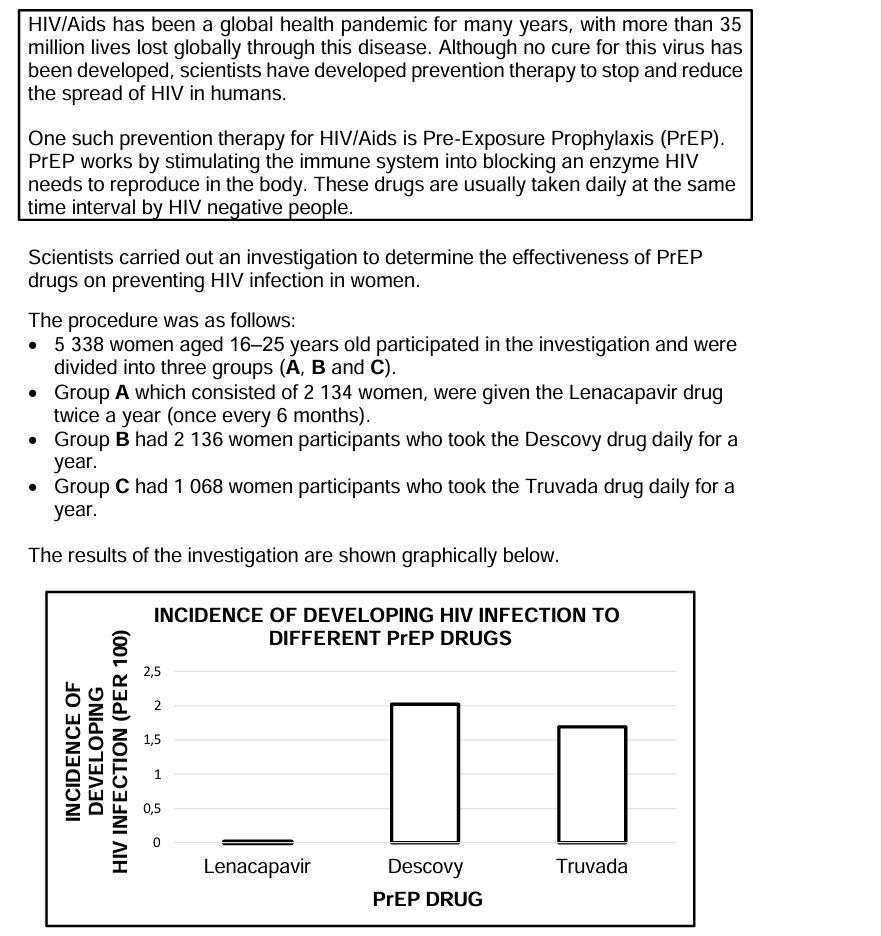 HIV/Aids has been a global health pandemic for many years, with more than 35
million lives lost globally through this disease. Although no cure for this virus has
been developed, scientists have developed prevention therapy to stop and reduce
the spread of HIV in humans.
One such prevention therapy for HIV/Aids is Pre-Exposure Prophylaxis (PrEP).
PrEP works by stimulating the immune system into blocking an enzyme HIV
needs to reproduce in the body. These drugs are usually taken daily at the same
time interval by HIV negative people.
Scientists carried out an investigation to determine the effectiveness of PrEP
drugs on preventing HIV infection in women.
The procedure was as follows:
• 5 338 women aged 16–25 years old participated in the investigation and were
divided into three groups (A, B and C).
• Group A which consisted of 2 134 women, were given the Lenacapavir drug
twice a year (once every 6 months).
• Group B had 2 136 women participants who took the Descovy drug daily for a
year.
• Group C had 1 068 women participants who took the Truvada drug daily for a
year.
The results of the investigation are shown graphically below.
INCIDENCE OF DEVELOPING HIV INFECTION TO
DIFFERENT PrEP DRUGS
INCIDENCE OF
DEVELOPING
HIV INFECTION (PER 100)
2,5
2
1,5
1
0,5
0
Lenacapavir Descovy Truvada
PrEP DRUG